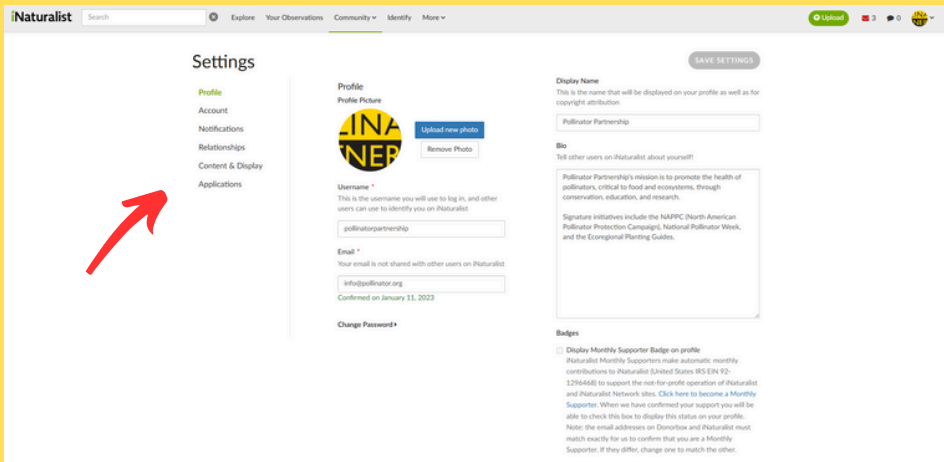 iNaturalist Search Explore Your Observations Community Identify More Upload 3 0
Settings
SAVE SETTINGS
Profile
Account
Notifications
Relationships
Content & Display
Applications
Profile
Profile Picture
LINA
NER
Upload new photo
Remove Photo
Username *
This is the username you will use to log in, and other
users can use to identify you on iNaturalist
pollinatorpartnership
Email *
Your email is not shared with other users on iNaturalist
info@pollinator.org
Confirmed on January 11, 2023
Change Password
Display Name
This is the name that will be displayed on your profile as well as for
copyright attribution
Pollinator Partnership
Bio
Tell other users on iNaturalist about yourself!
Pollinator Partnership's mission is to promote the health of
pollinators, critical to food and ecosystems, through
conservation, education, and research.
Signature initiatives include the NAPPC (North American
Pollinator Protection Campaign), National Pollinator Week,
and the Ecoregional Planting Guides.
Badges
Display Monthly Supporter Badge on profile
iNaturalist Monthly Supporters make automatic monthly
contributions to iNaturalist (United States IRS EIN 92-
1296468) to support the not-for-profit operation of iNaturalist
and iNaturalist Network sites. Click here to become a Monthly
Supporter. When we have confirmed your support you will be
able to check this box to display this status on your profile.
Note: the email addresses on Donorbox and iNaturalist must
match exactly for us to confirm that you are a Monthly
Supporter. If they differ, change one to match the other.